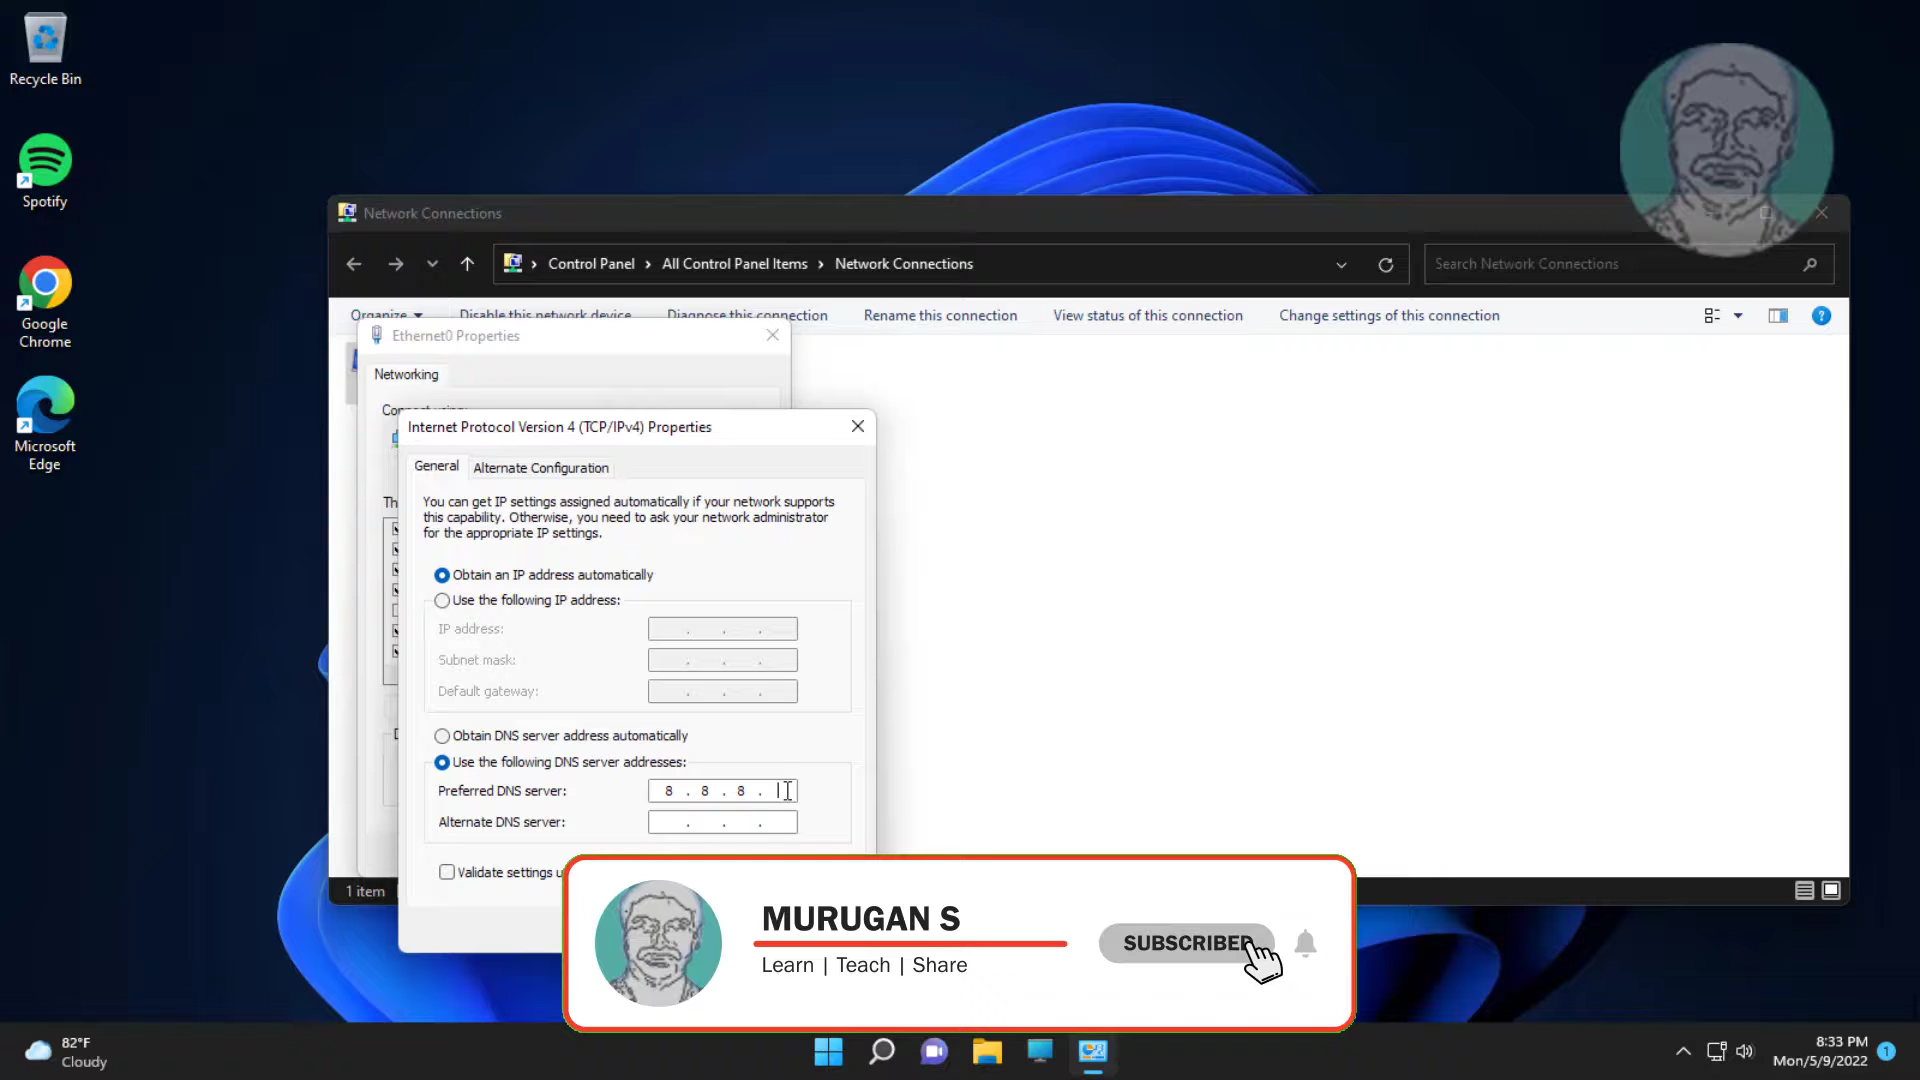 Recycle Bin
Spotify
Google
Chrome
Microsoft
Edge
Network Connections
Control Panel
All Control Panel Items
Network Connections
Search Network Connections
Organize
Disable this network device
Diagnose this connection
Rename this connection
View status of this connection
Change settings of this connection
Ethernet0 Properties
Networking
Connect using:
Internet Protocol Version 4 (TCP/IPv4) Properties
General
Alternate Configuration
You can get IP settings assigned automatically if your network supports
this capability. Otherwise, you need to ask your network administrator
for the appropriate IP settings.
Obtain an IP address automatically
Use the following IP address:
IP address:
Subnet mask:
Default gateway:
Obtain DNS server address automatically
Use the following DNS server addresses:
Preferred DNS server:
8 . 8 . 8 .
Alternate DNS server:
Validate settings
1 item
MURUGAN S
Learn | Teach | Share
SUBSCRIBED
82°F
Cloudy
8:33 PM
Mon/5/9/2022
1